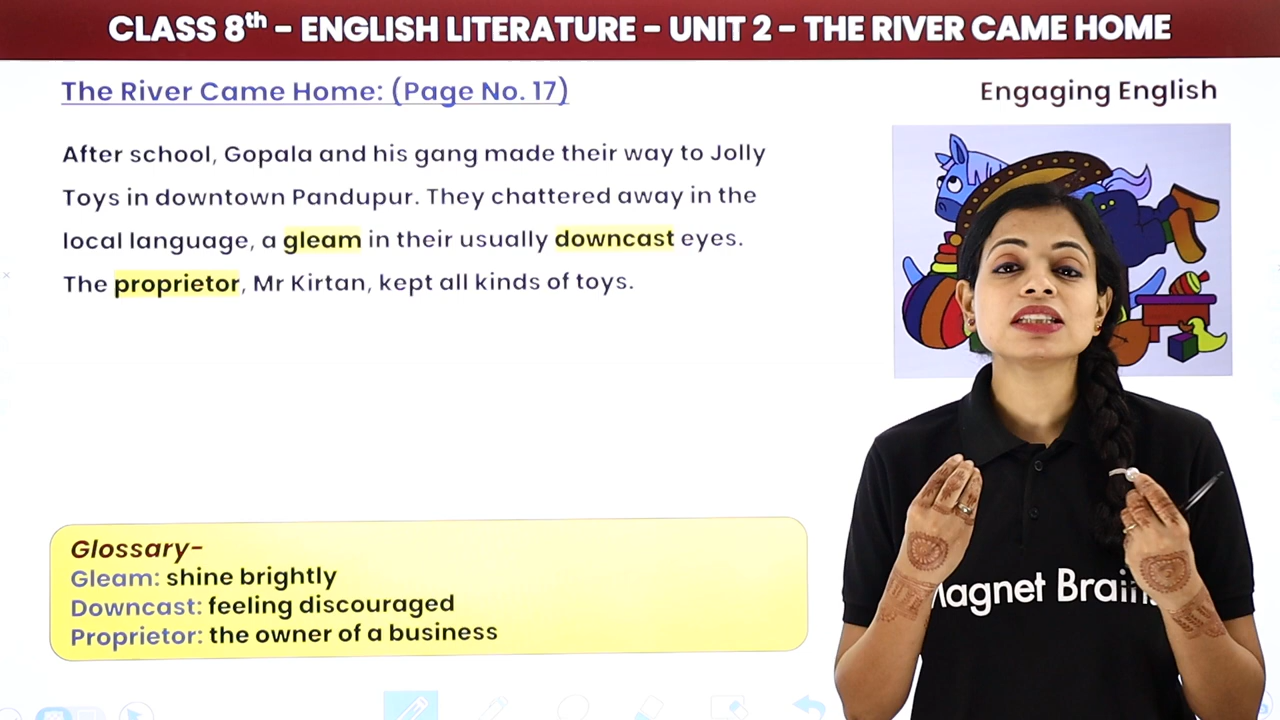 CLASS 8th - ENGLISH LITERATURE - UNIT 2 - THE RIVER CAME HOME
The River Came Home: (Page No. 17)
Engaging English
After school, Gopala and his gang made their way to Jolly
Toys in downtown Pandupur. They chattered away in the
local language, a gleam in their usually downcast eyes.
The proprietor, Mr Kirtan, kept all kinds of toys.
Glossary-
Gleam: shine brightly
Downcast: feeling discouraged
Proprietor: the owner of a business
Magnet Brain